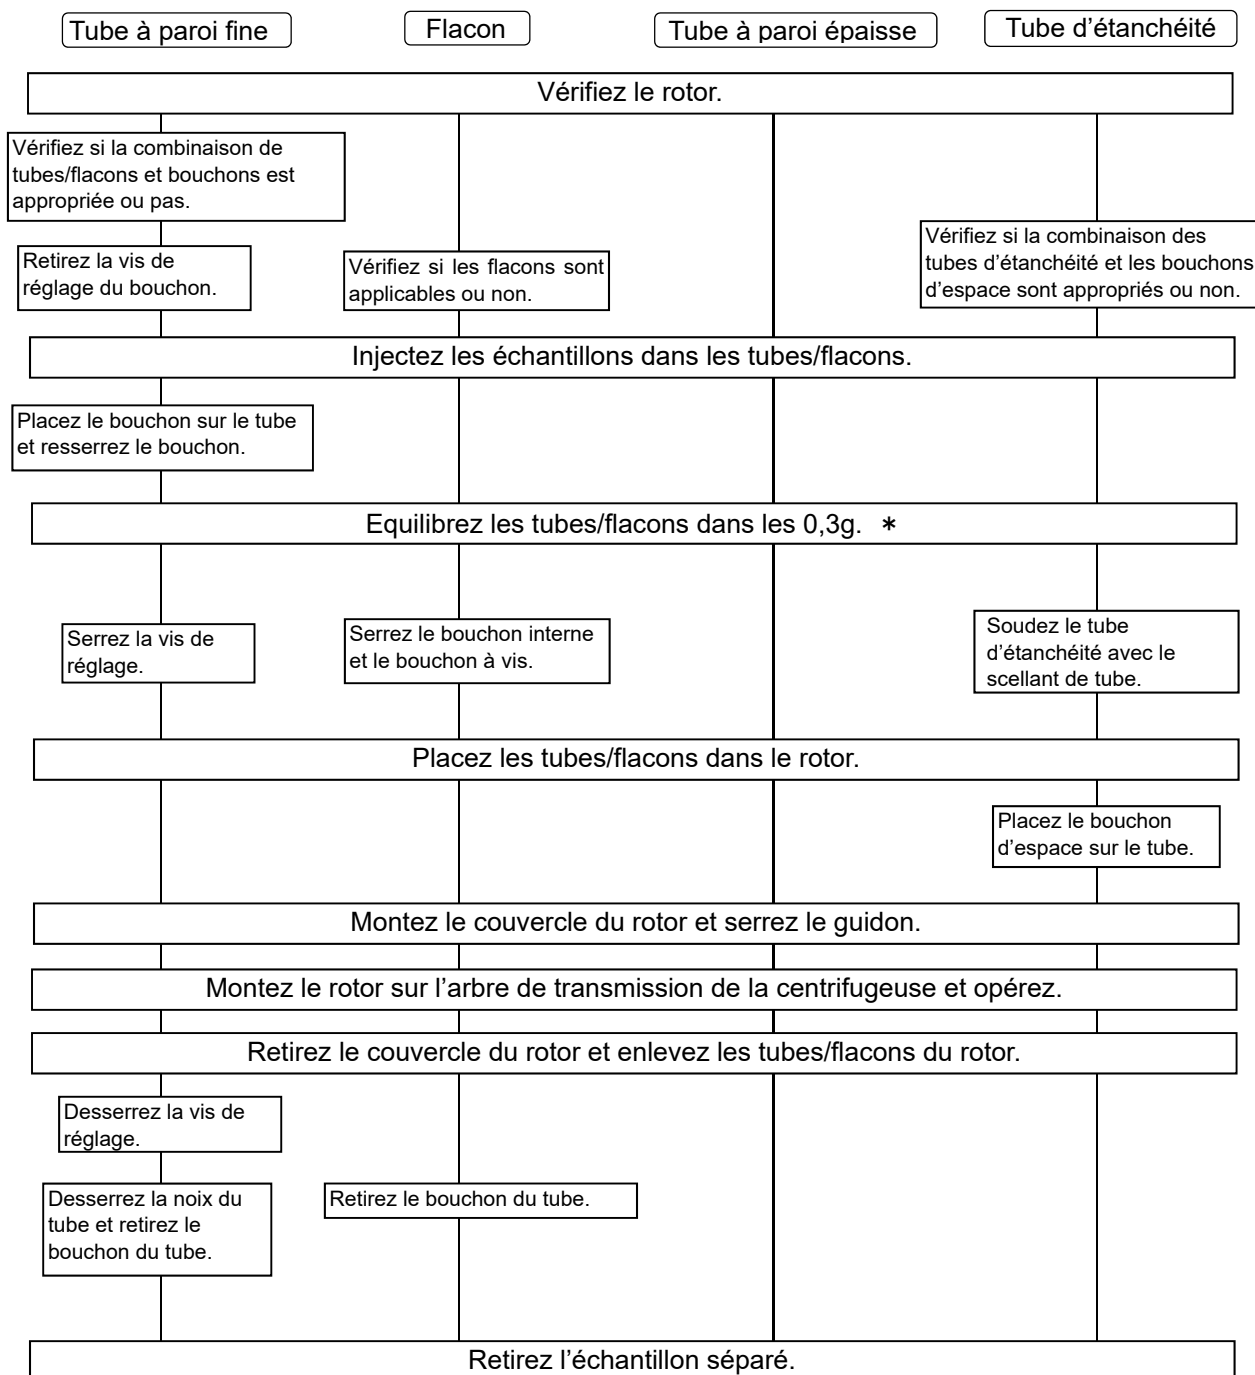 Tube à paroi fine
Flacon
Tube à paroi épaisse
Tube d’étanchéité
Vérifiez le rotor.
Vérifiez si la combinaison de
tubes/flacons et bouchons est
appropriée ou pas.
Retirez la vis de
réglage du bouchon.
Vérifiez si les flacons sont
applicables ou non.
Vérifiez si la combinaison des
tubes d’étanchéité et les bouchons
d’espace sont appropriés ou non.
Injectez les échantillons dans les tubes/flacons.
Placez le bouchon sur le tube
et resserrez le bouchon.
Equilibrez les tubes/flacons dans les 0,3g. *
Serrez la vis de
réglage.
Serrez le bouchon interne
et le bouchon à vis.
Soudez le tube
d’étanchéité avec le
scellant de tube.
Placez les tubes/flacons dans le rotor.
Placez le bouchon
d’espace sur le tube.
Montez le couvercle du rotor et serrez le guidon.
Montez le rotor sur l’arbre de transmission de la centrifugeuse et opérez.
Retirez le couvercle du rotor et enlevez les tubes/flacons du rotor.
Desserrez la vis de
réglage.
Desserrez la noix du
tube et retirez le
bouchon du tube.
Retirez le bouchon du tube.
Retirez l’échantillon séparé.